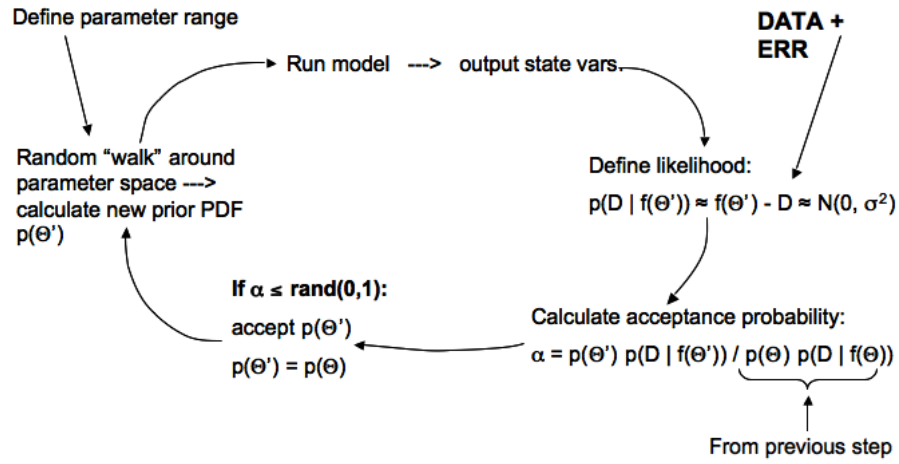 Define parameter range
DATA +
ERR
Run model ---> output state vars.
Random “walk” around
parameter space --->
calculate new prior PDF
p(Θ’)
Define likelihood:
p(D | f(Θ’)) ≈ f(Θ’) - D ≈ N(0, σ²)
If α ≤ rand(0,1):
accept p(Θ’)
p(Θ’) = p(Θ)
Calculate acceptance probability:
α = p(Θ’) p(D | f(Θ’)) / p(Θ) p(D | f(Θ))
From previous step